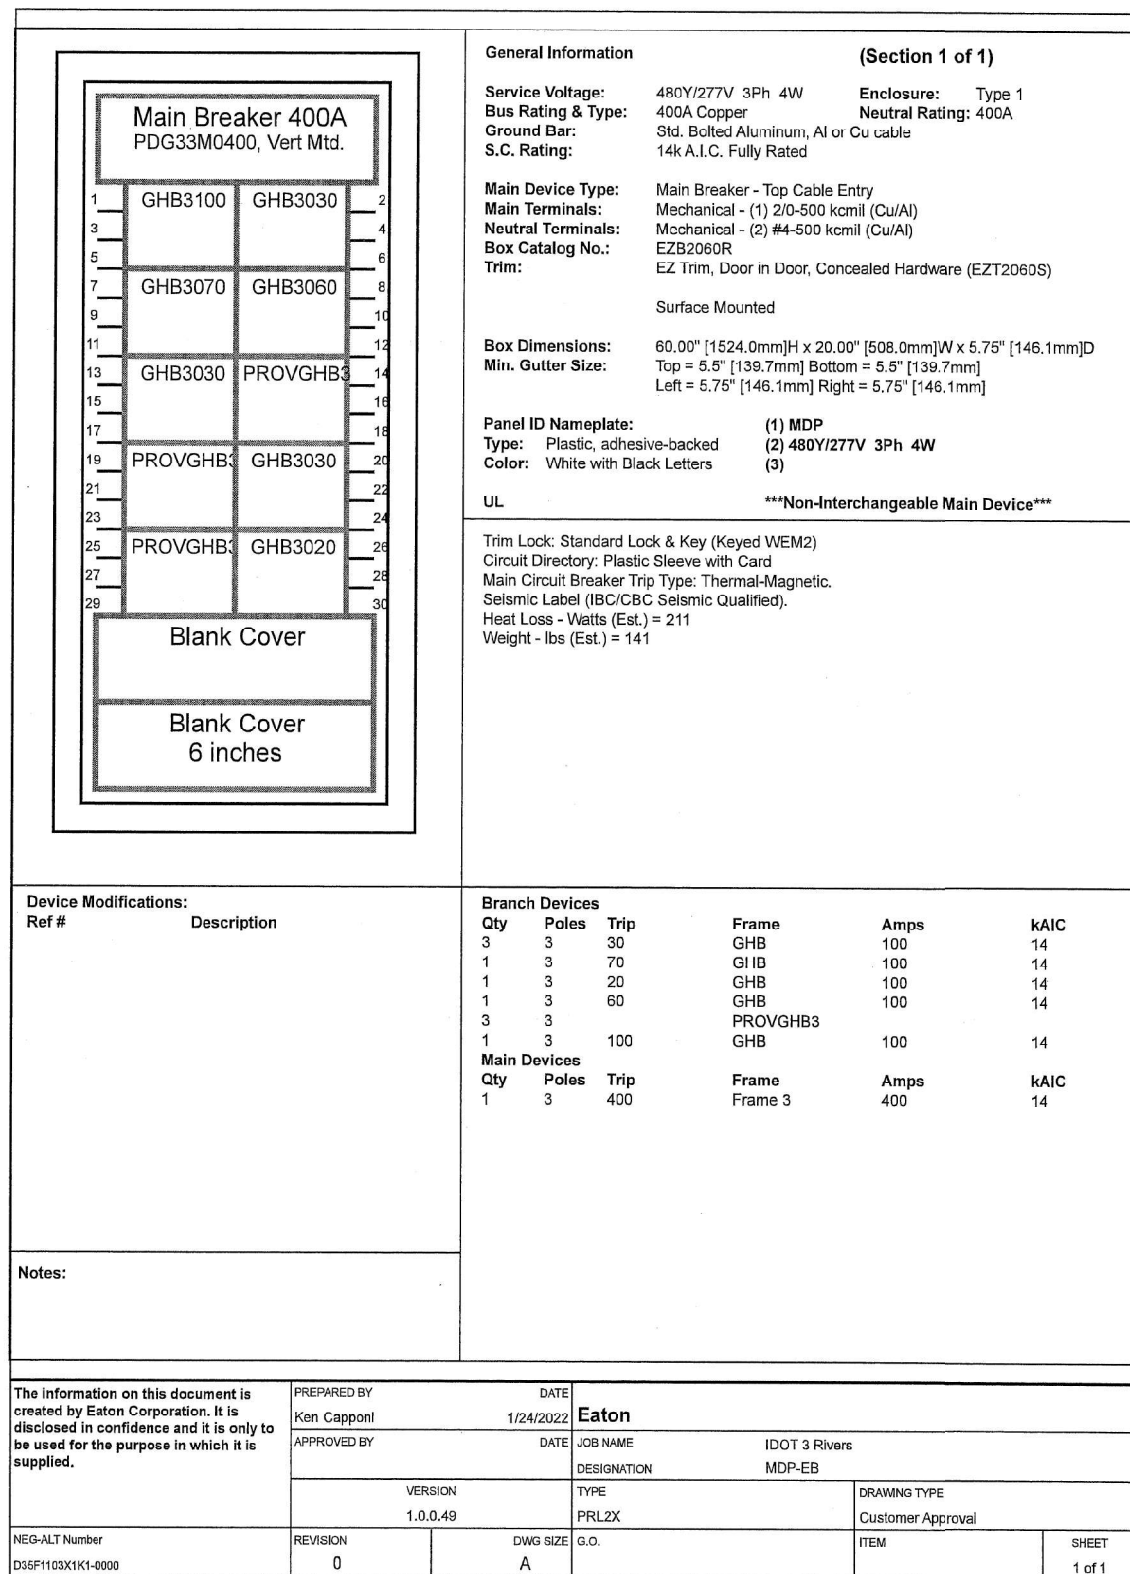 Main Breaker 400A
PDG33M0400, Vert Mtd.
1 GHB3100 GHB3030 2
3 4
5 6
7 GHB3070 GHB3060 8
9 10
11 12
13 GHB3030 PROVGHB3 14
15 16
17 18
19 PROVGHB3 GHB3030 20
21 22
23 24
25 PROVGHB3 GHB3020 26
27 28
29 30
Blank Cover
Blank Cover
6 inches
General Information (Section 1 of 1)
Service Voltage: 480Y/277V 3Ph 4W Enclosure: Type 1
Bus Rating & Type: 400A Copper Neutral Rating: 400A
Ground Bar: Std. Bolted Aluminum, Al or Cu cable
S.C. Rating: 14k A.I.C. Fully Rated
Main Device Type: Main Breaker - Top Cable Entry
Main Terminals: Mechanical - (1) 2/0-500 kcmil (Cu/Al)
Neutral Terminals: Mechanical - (2) #4-500 kcmil (Cu/Al)
Box Catalog No.: EZB2060R
Trim: EZ Trim, Door in Door, Concealed Hardware (EZT2060S)
Surface Mounted
Box Dimensions: 60.00" [1524.0mm]H x 20.00" [508.0mm]W x 5.75" [146.1mm]D
Min. Gutter Size: Top = 5.5" [139.7mm] Bottom = 5.5" [139.7mm]
Left = 5.75" [146.1mm] Right = 5.75" [146.1mm]
Panel ID Nameplate: (1) MDP
Type: Plastic, adhesive-backed (2) 480Y/277V 3Ph 4W
Color: White with Black Letters (3)
UL ***Non-Interchangeable Main Device***
Trim Lock: Standard Lock & Key (Keyed WEM2)
Circuit Directory: Plastic Sleeve with Card
Main Circuit Breaker Trip Type: Thermal-Magnetic.
Seismic Label (IBC/CBC Seismic Qualified).
Heat Loss - Watts (Est.) = 211
Weight - lbs (Est.) = 141
Device Modifications:
Ref # Description
Branch Devices
Qty Poles Trip Frame Amps kAIC
3 3 30 GHB 100 14
1 3 70 GHB 100 14
1 3 20 GHB 100 14
1 3 60 GHB 100 14
3 3 PROVGHB3
1 3 100 GHB 100 14
Main Devices
Qty Poles Trip Frame Amps kAIC
1 3 400 Frame 3 400 14
Notes:
The information on this document is
created by Eaton Corporation. It is
disclosed in confidence and it is only to
be used for the purpose in which it is
supplied.
PREPARED BY DATE
Ken Capponi 1/24/2022
Eaton
APPROVED BY DATE
JOB NAME IDOT 3 Rivers
DESIGNATION MDP-EB
VERSION
1.0.0.49
TYPE
PRL2X
DRAWING TYPE
Customer Approval
NEG-ALT Number
D35F1103X1K1-0000
REVISION
0
DWG SIZE
A
G.O.
ITEM
SHEET
1 of 1